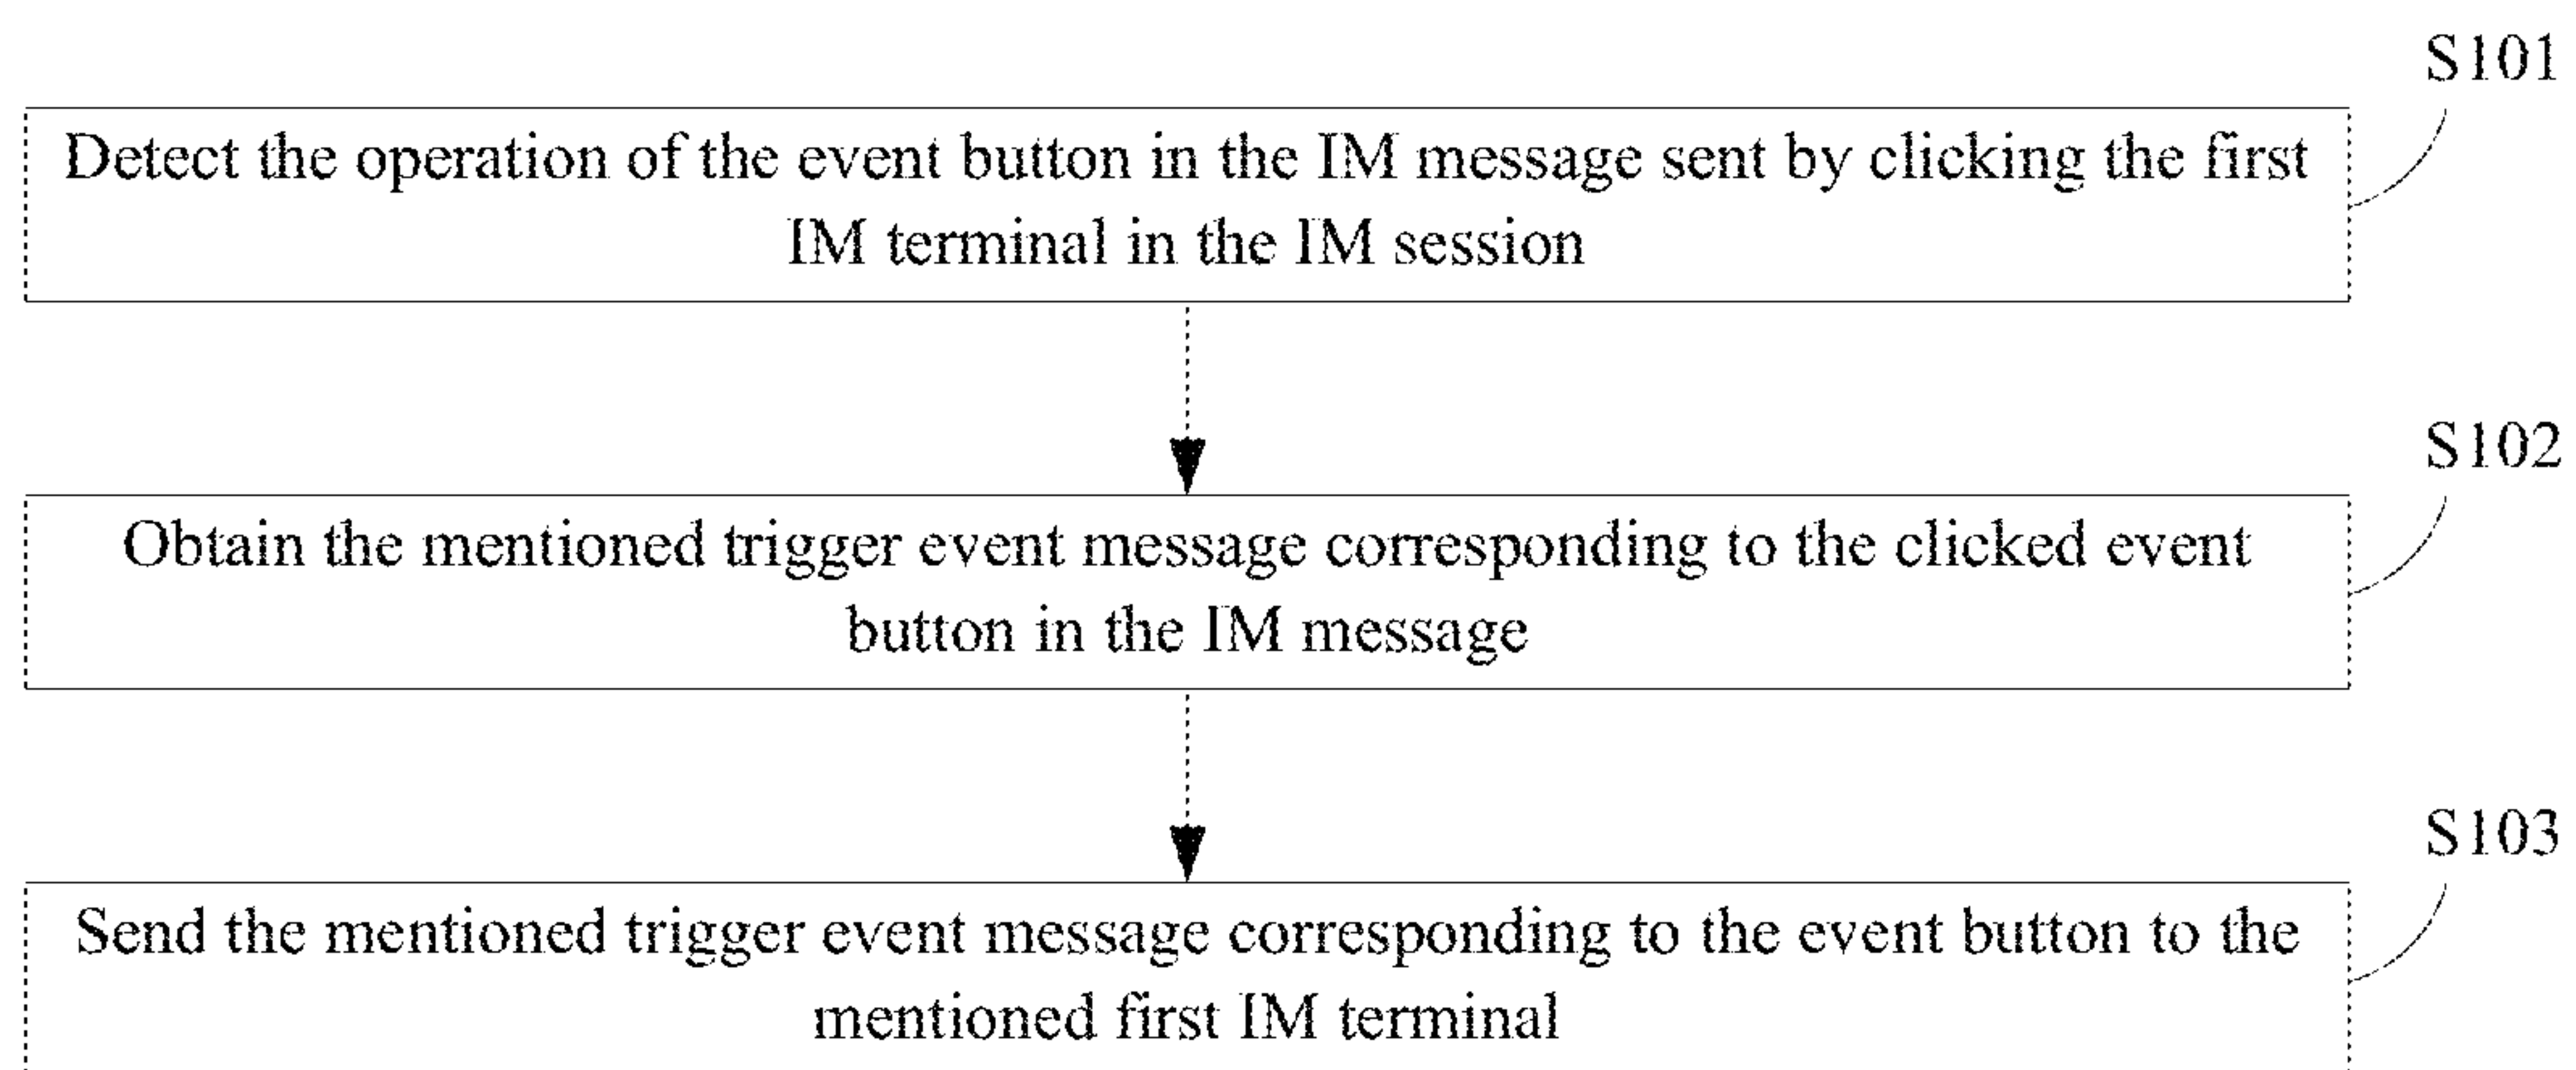 S101
Detect the operation of the event button in the IM message sent by clicking the first
IM terminal in the IM session
S102
Obtain the mentioned trigger event message corresponding to the clicked event
button in the IM message
S103
Send the mentioned trigger event message corresponding to the event button to the
mentioned first IM terminal